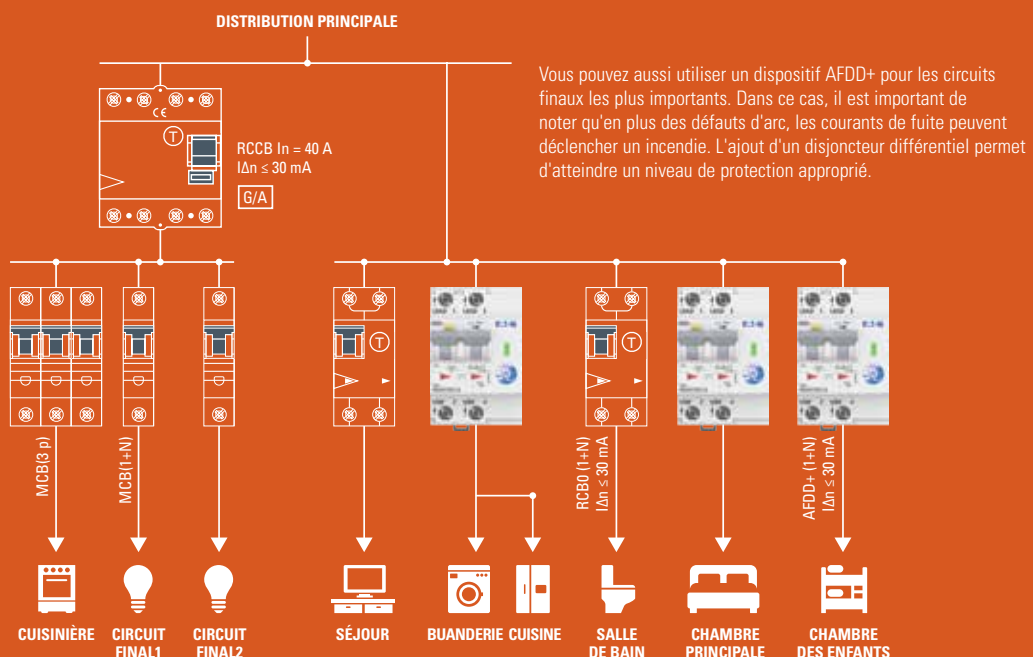 DISTRIBUTION PRINCIPALE
Vous pouvez aussi utiliser un dispositif AFDD+ pour les circuits
finaux les plus importants. Dans ce cas, il est important de
noter qu'en plus des défauts d'arc, les courants de fuite peuvent
déclencher un incendie. L'ajout d'un disjoncteur différentiel permet
d'atteindre un niveau de protection approprié.
CE
T
RCCB In = 40 A
IΔn ≤ 30 mA
G/A
T
T
MCB(3 p)
MCB(1+N)
RCBO (1+N)
IΔn ≤ 30 mA
AFDD+ (1+N)
IΔn ≤ 30 mA
CUISINIÈRE
CIRCUIT
FINAL1
CIRCUIT
FINAL2
SÉJOUR
BUANDERIE
CUISINE
SALLE
DE BAIN
CHAMBRE
PRINCIPALE
CHAMBRE
DES ENFANTS